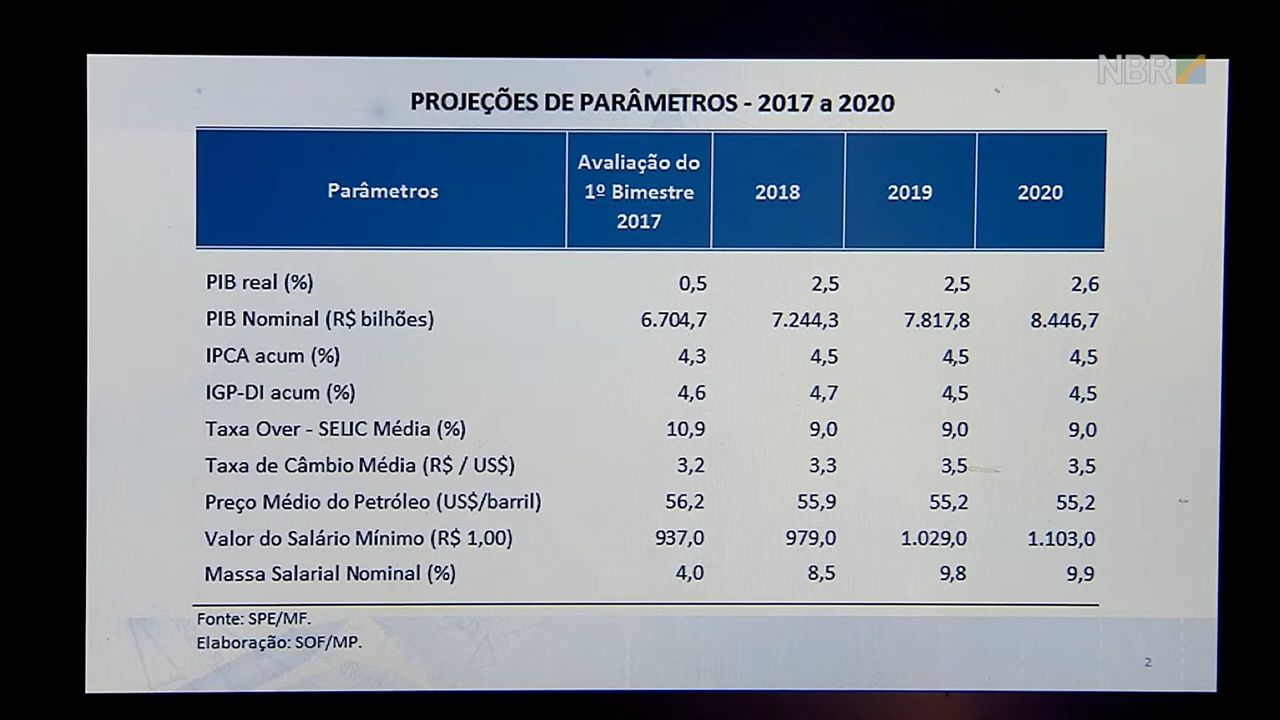 NBR
PROJEÇÕES DE PARÂMETROS - 2017 a 2020
Parâmetros
Avaliação do
1º Bimestre
2017
2018
2019
2020
PIB real (%) 0,5 2,5 2,5 2,6
PIB Nominal (R$ bilhões) 6.704,7 7.244,3 7.817,8 8.446,7
IPCA acum (%) 4,3 4,5 4,5 4,5
IGP-DI acum (%) 4,6 4,7 4,5 4,5
Taxa Over - SELIC Média (%) 10,9 9,0 9,0 9,0
Taxa de Câmbio Média (R$ / US$) 3,2 3,3 3,5 3,5
Preço Médio do Petróleo (US$/barril) 56,2 55,9 55,2 55,2
Valor do Salário Mínimo (R$ 1,00) 937,0 979,0 1.029,0 1.103,0
Massa Salarial Nominal (%) 4,0 8,5 9,8 9,9
Fonte: SPE/MF.
Elaboração: SOF/MP.
2